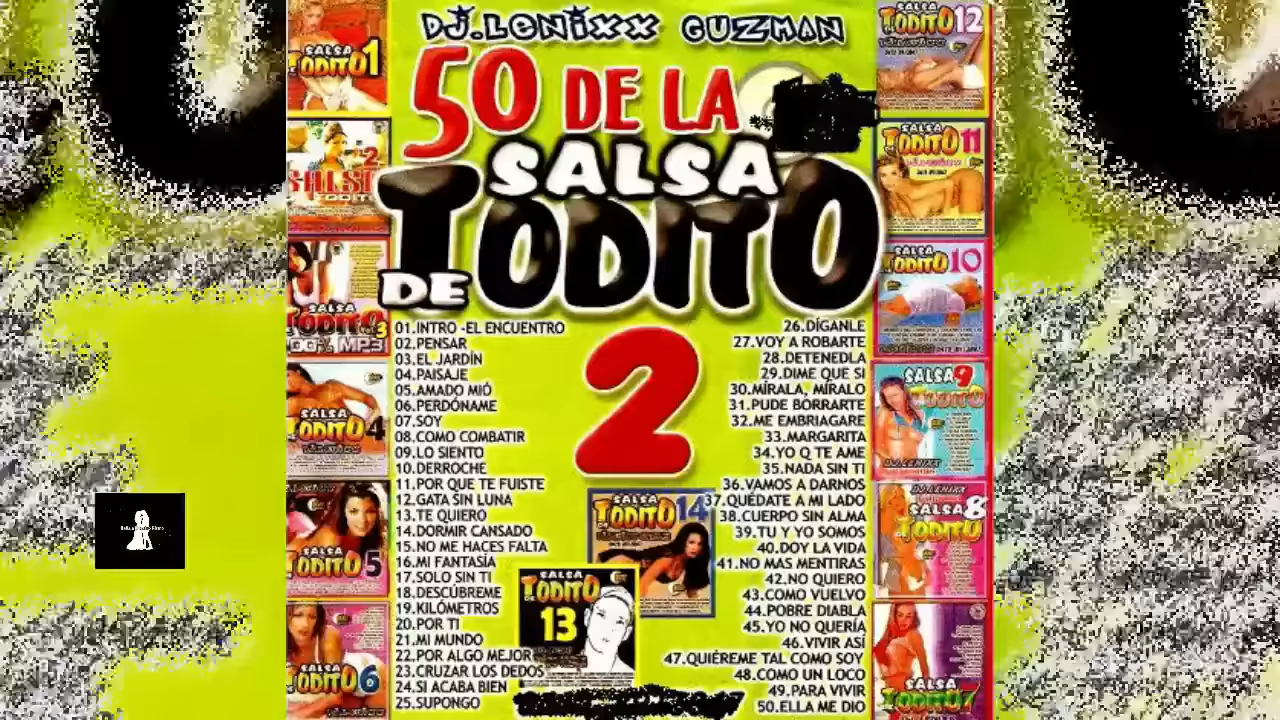 DJ.LENIXX GUZMAN
50 DE LA
SALSA
DE TODITO
2
01.INTRO -EL ENCUENTRO
02.PENSAR
03.EL JARDÍN
04.PAISAJE
05.AMADO MIÓ
06.PERDÓNAME
07.SOY
08.COMO COMBATIR
09.LO SIENTO
10.DERROCHE
11.POR QUE TE FUISTE
12.GATA SIN LUNA
13.TE QUIERO
14.DORMIR CANSADO
15.NO ME HACES FALTA
16.MI FANTASÍA
17.SOLO SIN TI
18.DESCÚBREME
19.KILÓMETROS
20.POR TI
21.MI MUNDO
22.POR ALGO MEJOR
23.CRUZAR LOS DEDOS
24.SI ACABA BIEN
25.SUPONGO
26.DÍGANLE
27.VOY A ROBARTE
28.DETENEDLA
29.DIME QUE SI
30.MÍRALA, MÍRALO
31.PUDE BORRARTE
32.ME EMBRIAGARE
33.MARGARITA
34.YO Q TE AME
35.NADA SIN TI
36.VAMOS A DARNOS
37.QUÉDATE A MI LADO
38.CUERPO SIN ALMA
39.TU Y YO SOMOS
40.DOY LA VIDA
41.NO MAS MENTIRAS
42.NO QUIERO
43.COMO VUELVO
44.POBRE DIABLA
45.YO NO QUERÍA
46.VIVIR ASÍ
47.QUIÉREME TAL COMO SOY
48.COMO UN LOCO
49.PARA VIVIR
50.ELLA ME DIO
SALSA
TODITO 1
2
SALSA
TODITO
SALSA
TODITO 3
100% MP3
SALSA
TODITO 4
SALSA
TODITO 5
SALSA
TODITO 6
SALSA
TODITO 12
SALSA
TODITO 11
SALSA
TODITO 10
SALSA 9
TODITO
DJ.LENIXX
DJ.LENIXX
SALSA 8
TODITO
SALSA
TODITO 7
SALSA
TODITO 14
SALSA
TODITO
13